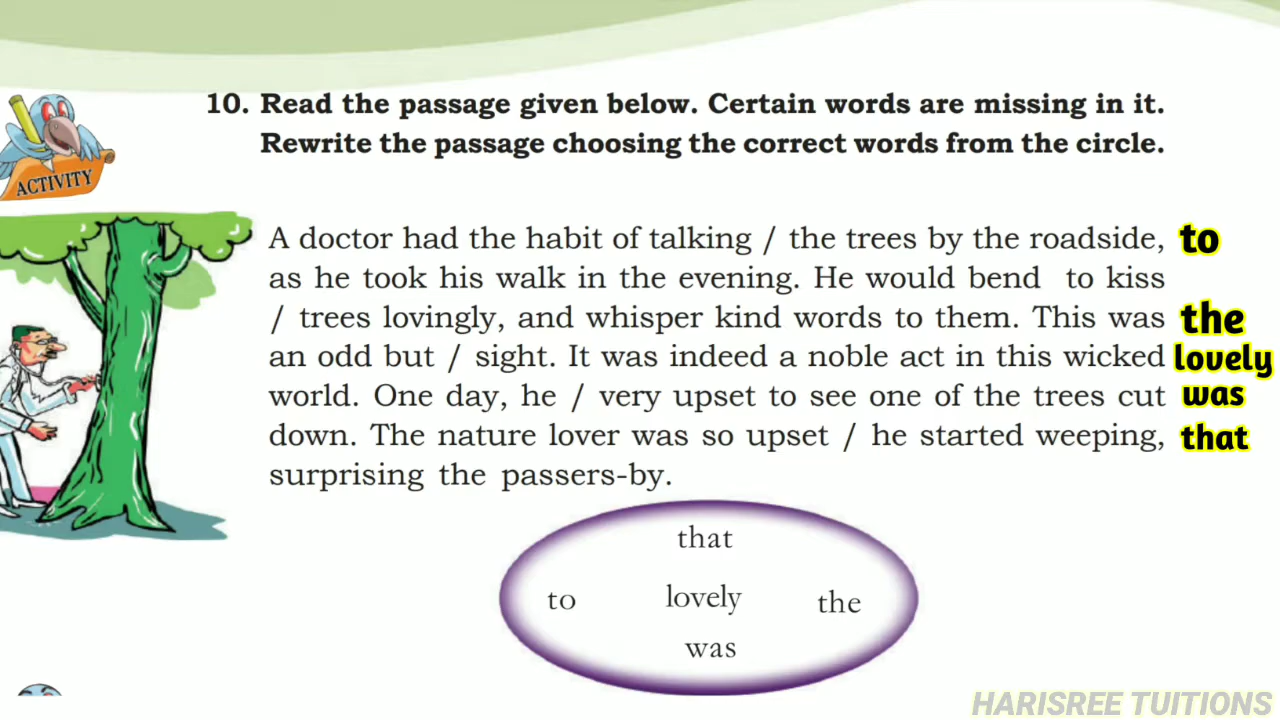 10. Read the passage given below. Certain words are missing in it.
Rewrite the passage choosing the correct words from the circle.
ACTIVITY
A doctor had the habit of talking / the trees by the roadside, to
as he took his walk in the evening. He would bend to kiss
/ trees lovingly, and whisper kind words to them. This was the
an odd but / sight. It was indeed a noble act in this wicked lovely
world. One day, he / very upset to see one of the trees cut was
down. The nature lover was so upset / he started weeping, that
surprising the passers-by.
that
to lovely the
was
HARISREE TUITIONS